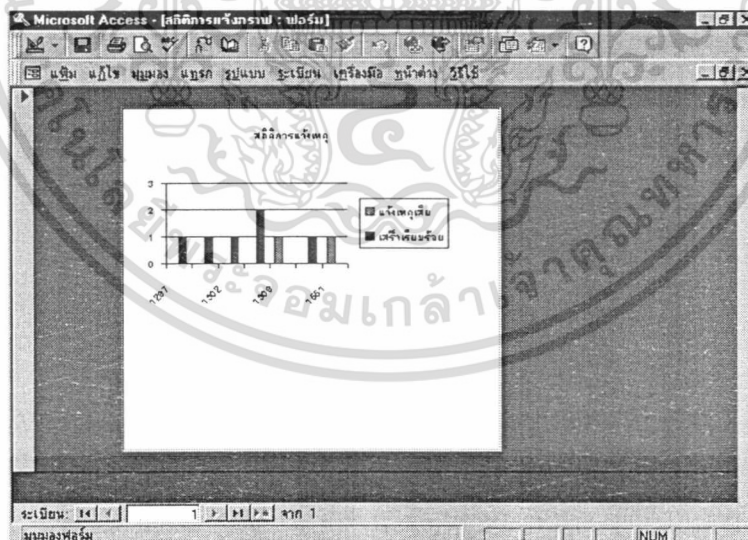 Microsoft Access - [สถิติการแจ้งกราฟ : ฟอร์ม]
แฟ้ม แก้ไข มุมมอง แทรก รูปแบบ ระเบียน เครื่องมือ หน้าต่าง วิธีใช้
สถิติการแจ้งเหตุ
3
2
1
0
แจ้งเหตุเสีย
เสร็จเรียบร้อย
1297 1302 1309
ระเบียน: 1 จาก 1
มุมมองฟอร์ม NUM